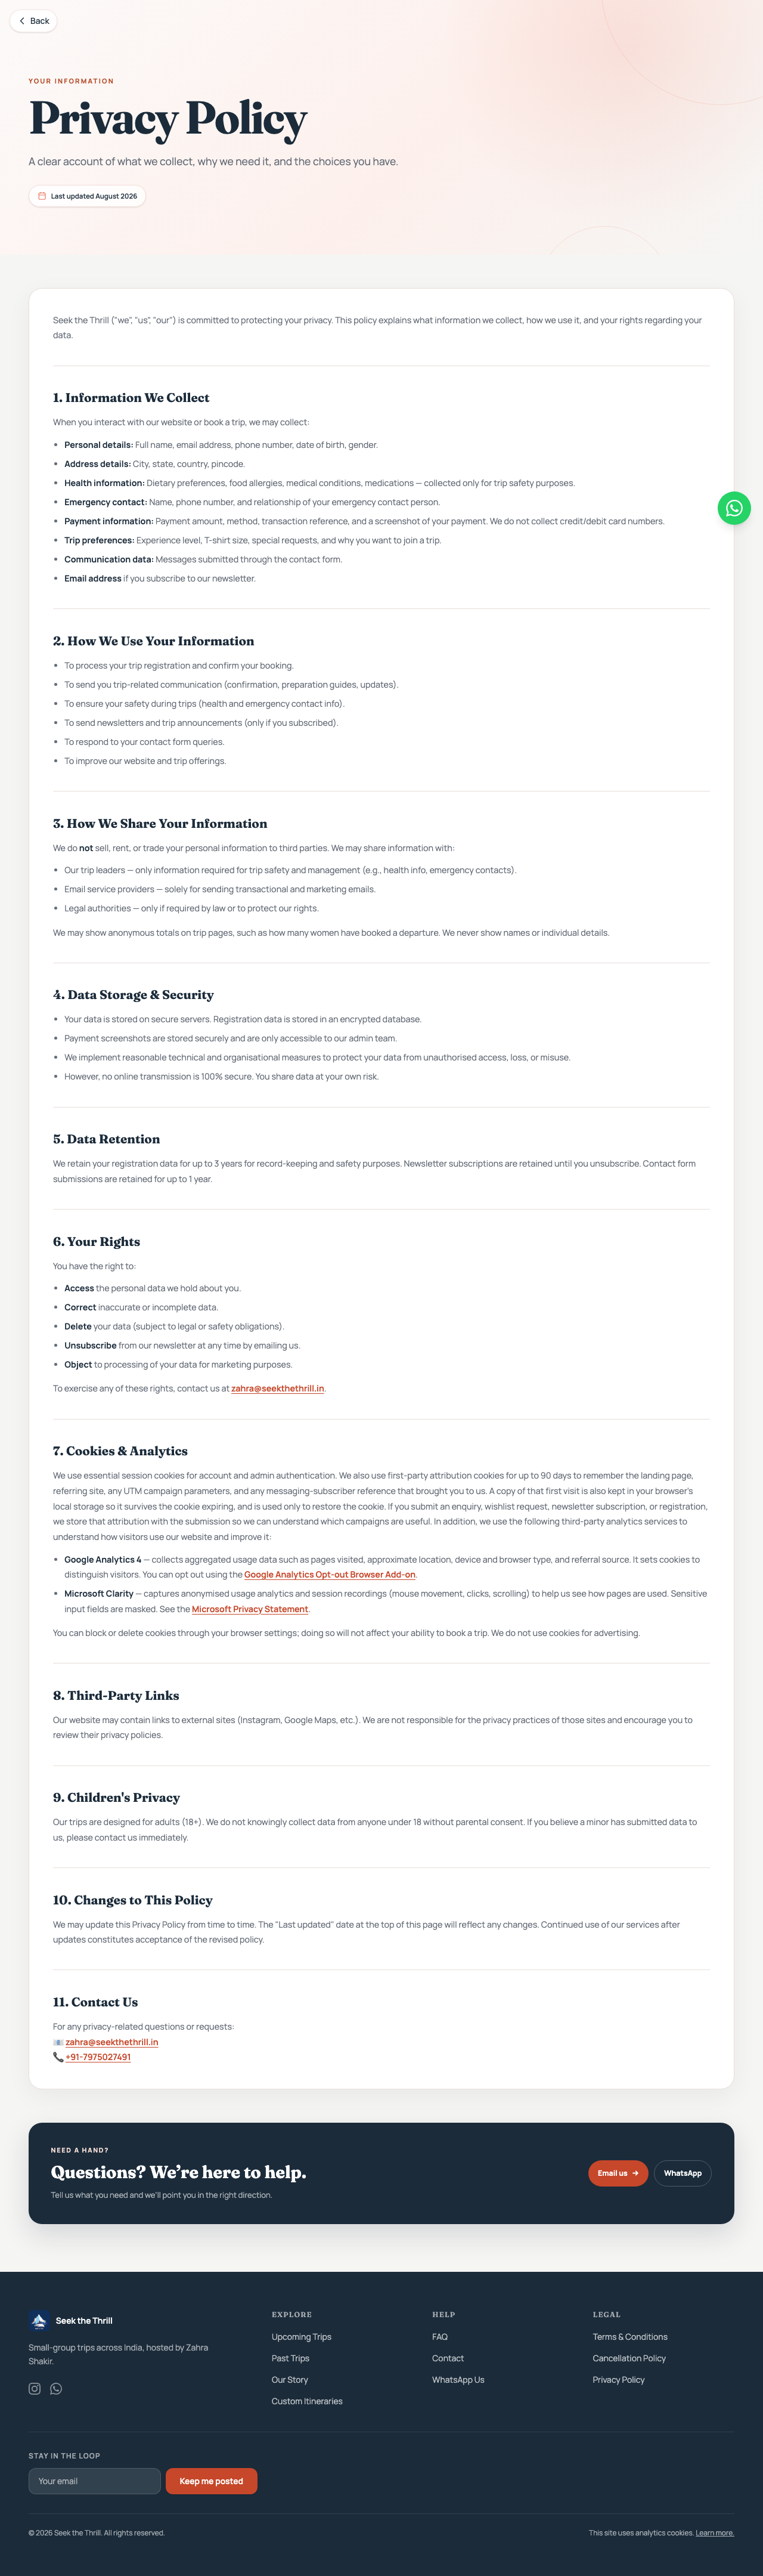 Back
YOUR INFORMATION
Privacy Policy
A clear account of what we collect, why we need it, and the choices you have.
Last updated August 2026
Seek the Thrill ("we", "us", "our") is committed to protecting your privacy. This policy explains what information we collect, how we use it, and your rights regarding your
data.
1. Information We Collect
When you interact with our website or book a trip, we may collect:
• Personal details: Full name, email address, phone number, date of birth, gender.
• Address details: City, state, country, pincode.
• Health information: Dietary preferences, food allergies, medical conditions, medications — collected only for trip safety purposes.
• Emergency contact: Name, phone number, and relationship of your emergency contact person.
• Payment information: Payment amount, method, transaction reference, and a screenshot of your payment. We do not collect credit/debit card numbers.
• Trip preferences: Experience level, T-shirt size, special requests, and why you want to join a trip.
• Communication data: Messages submitted through the contact form.
• Email address if you subscribe to our newsletter.
2. How We Use Your Information
• To process your trip registration and confirm your booking.
• To send you trip-related communication (confirmation, preparation guides, updates).
• To ensure your safety during trips (health and emergency contact info).
• To send newsletters and trip announcements (only if you subscribed).
• To respond to your contact form queries.
• To improve our website and trip offerings.
3. How We Share Your Information
We do not sell, rent, or trade your personal information to third parties. We may share information with:
• Our trip leaders — only information required for trip safety and management (e.g., health info, emergency contacts).
• Email service providers — solely for sending transactional and marketing emails.
• Legal authorities — only if required by law or to protect our rights.
We may show anonymous totals on trip pages, such as how many women have booked a departure. We never show names or individual details.
4. Data Storage & Security
• Your data is stored on secure servers. Registration data is stored in an encrypted database.
• Payment screenshots are stored securely and are only accessible to our admin team.
• We implement reasonable technical and organisational measures to protect your data from unauthorised access, loss, or misuse.
• However, no online transmission is 100% secure. You share data at your own risk.
5. Data Retention
We retain your registration data for up to 3 years for record-keeping and safety purposes. Newsletter subscriptions are retained until you unsubscribe. Contact form
submissions are retained for up to 1 year.
6. Your Rights
You have the right to:
• Access the personal data we hold about you.
• Correct inaccurate or incomplete data.
• Delete your data (subject to legal or safety obligations).
• Unsubscribe from our newsletter at any time by emailing us.
• Object to processing of your data for marketing purposes.
To exercise any of these rights, contact us at zahra@seekthethrill.in.
7. Cookies & Analytics
We use essential session cookies for account and admin authentication. We also use first-party attribution cookies for up to 90 days to remember the landing page,
referring site, any UTM campaign parameters, and any messaging-subscriber reference that brought you to us. A copy of that first visit is also kept in your browser's
local storage so it survives the cookie expiring, and is used only to restore the cookie. If you submit an enquiry, wishlist request, newsletter subscription, or registration,
we store that attribution with the submission so we can understand which campaigns are useful. In addition, we use the following third-party analytics services to
understand how visitors use our website and improve it:
• Google Analytics 4 — collects aggregated usage data such as pages visited, approximate location, device and browser type, and referral source. It sets cookies to
distinguish visitors. You can opt out using the Google Analytics Opt-out Browser Add-on.
• Microsoft Clarity — captures anonymised usage analytics and session recordings (mouse movement, clicks, scrolling) to help us see how pages are used. Sensitive
input fields are masked. See the Microsoft Privacy Statement.
You can block or delete cookies through your browser settings; doing so will not affect your ability to book a trip. We do not use cookies for advertising.
8. Third-Party Links
Our website may contain links to external sites (Instagram, Google Maps, etc.). We are not responsible for the privacy practices of those sites and encourage you to
review their privacy policies.
9. Children's Privacy
Our trips are designed for adults (18+). We do not knowingly collect data from anyone under 18 without parental consent. If you believe a minor has submitted data to
us, please contact us immediately.
10. Changes to This Policy
We may update this Privacy Policy from time to time. The "Last updated" date at the top of this page will reflect any changes. Continued use of our services after
updates constitutes acceptance of the revised policy.
11. Contact Us
For any privacy-related questions or requests:
zahra@seekthethrill.in
+91-7975027491
NEED A HAND?
Questions? We’re here to help.
Tell us what you need and we’ll point you in the right direction.
Email us →
WhatsApp
Seek the Thrill
Small-group trips across India, hosted by Zahra
Shakir.
EXPLORE
Upcoming Trips
Past Trips
Our Story
Custom Itineraries
HELP
FAQ
Contact
WhatsApp Us
LEGAL
Terms & Conditions
Cancellation Policy
Privacy Policy
STAY IN THE LOOP
Your email
Keep me posted
© 2026 Seek the Thrill. All rights reserved.
This site uses analytics cookies. Learn more.